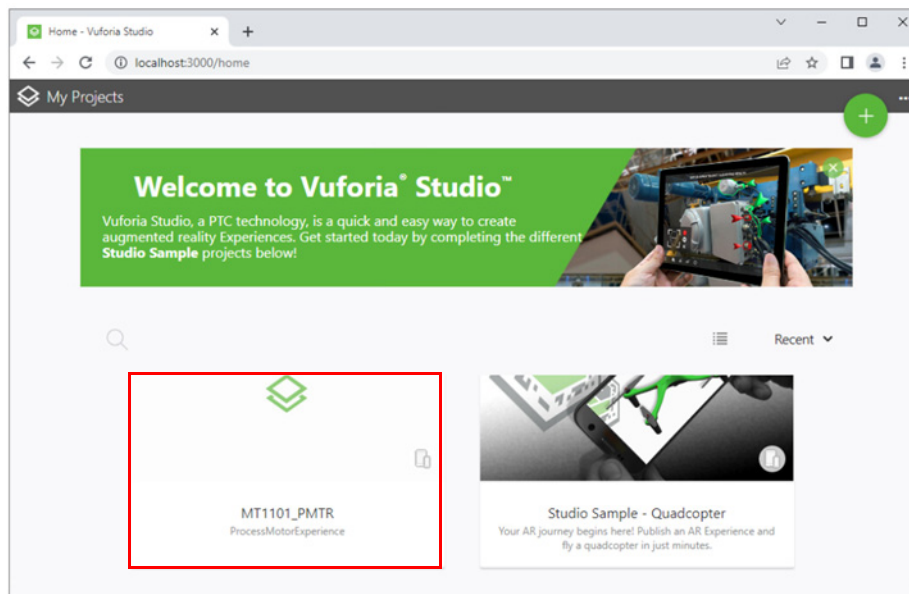 Home - Vuforia Studio
localhost:3000/home
My Projects
Welcome to Vuforia® Studio™
Vuforia Studio, a PTC technology, is a quick and easy way to create
augmented reality Experiences. Get started today by completing the different
Studio Sample projects below!
Recent
MT1101_PMTR
ProcessMotorExperience
Studio Sample - Quadcopter
Your AR journey begins here! Publish an AR Experience and
fly a quadcopter in just minutes.